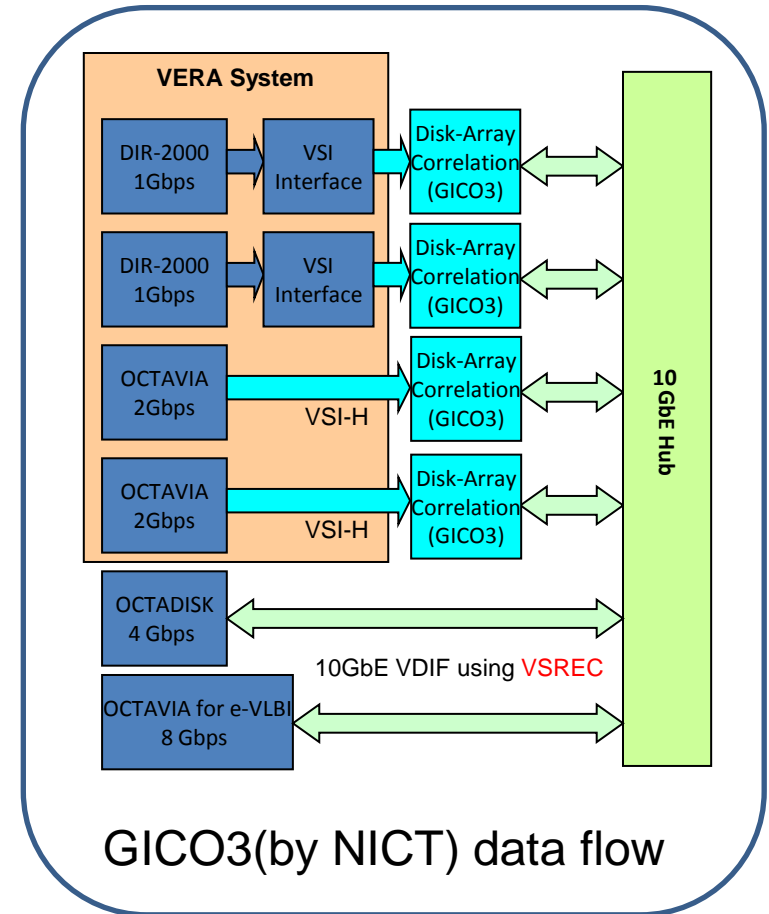 VERA System
DIR-2000
1Gbps
VSI
Interface
Disk-Array
Correlation
(GICO3)
DIR-2000
1Gbps
VSI
Interface
Disk-Array
Correlation
(GICO3)
OCTAVIA
2Gbps
VSI-H
Disk-Array
Correlation
(GICO3)
OCTAVIA
2Gbps
VSI-H
Disk-Array
Correlation
(GICO3)
10
GbE Hub
OCTADISK
4 Gbps
10GbE VDIF using VSREC
OCTAVIA for e-VLBI
8 Gbps
GICO3(by NICT) data flow